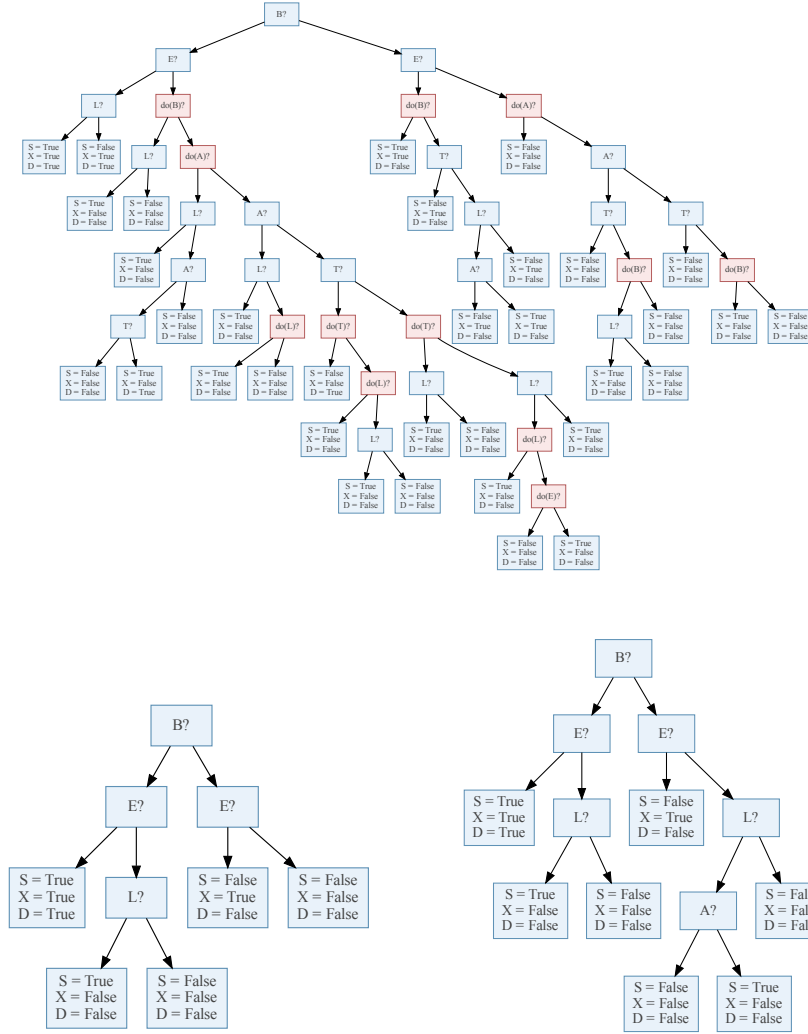 B?
E?
E?
L?
do(B)?
do(B)?
do(A)?
S = True
X = True
D = True
S = False
X = True
D = True
L?
do(A)?
S = True
X = True
D = False
T?
S = False
X = False
D = False
A?
S = True
X = False
D = False
S = False
X = False
D = False
L?
A?
S = False
X = True
D = False
L?
T?
T?
S = True
X = False
D = False
A?
L?
T?
A?
S = False
X = True
D = False
S = False
X = False
D = False
do(B)?
S = False
X = False
D = False
do(B)?
T?
S = False
X = False
D = False
S = True
X = False
D = False
do(L)?
do(T)?
do(T)?
S = False
X = True
D = False
S = True
X = True
D = False
L?
S = False
X = False
D = False
S = True
X = False
D = False
S = False
X = False
D = False
S = False
X = False
D = False
S = True
X = False
D = True
S = True
X = False
D = False
S = False
X = False
D = False
S = False
X = False
D = True
do(L)?
L?
L?
S = True
X = False
D = False
S = False
X = False
D = False
S = True
X = False
D = False
L?
S = True
X = False
D = False
S = False
X = False
D = False
do(L)?
S = True
X = False
D = False
S = True
X = False
D = False
S = False
X = False
D = False
S = True
X = False
D = False
do(E)?
S = False
X = False
D = False
S = True
X = False
D = False
B?
E?
E?
S = True
X = True
D = True
L?
S = False
X = True
D = False
S = False
X = False
D = False
S = True
X = False
D = False
S = False
X = False
D = False
B?
E?
E?
S = True
X = True
D = True
L?
S = False
X = True
D = False
L?
S = True
X = False
D = False
S = False
X = False
D = False
A?
S = Fal
X = Fal
D = Fal
S = False
X = False
D = False
S = True
X = False
D = False